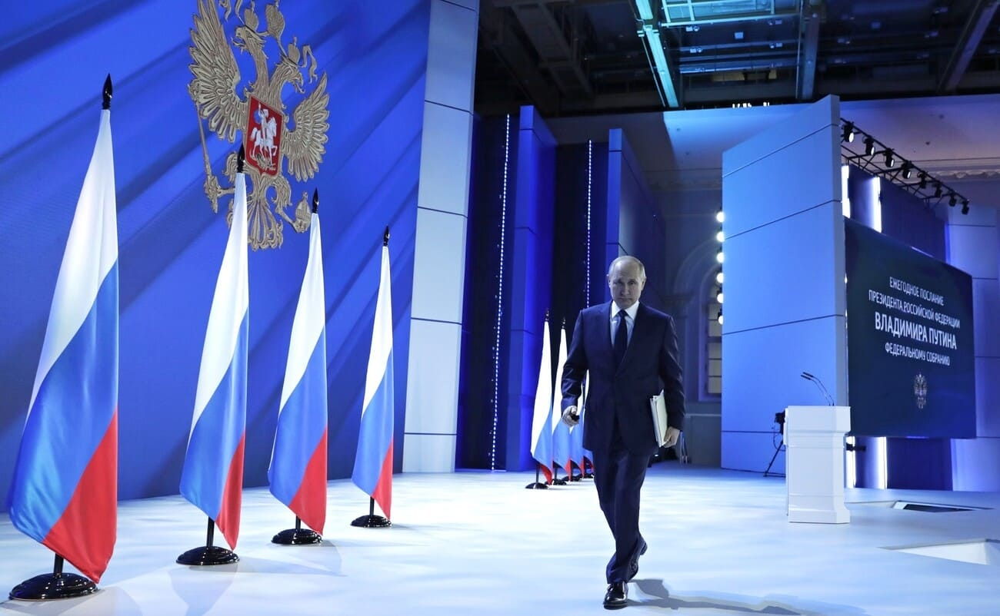 ЕЖЕГОДНОЕ ПОСЛАНИЕ
ПРЕЗИДЕНТА РОССИЙСКОЙ ФЕДЕРАЦИИ
ВЛАДИМИРА ПУТИНА
ФЕДЕРАЛЬНОМУ СОБРАНИЮ